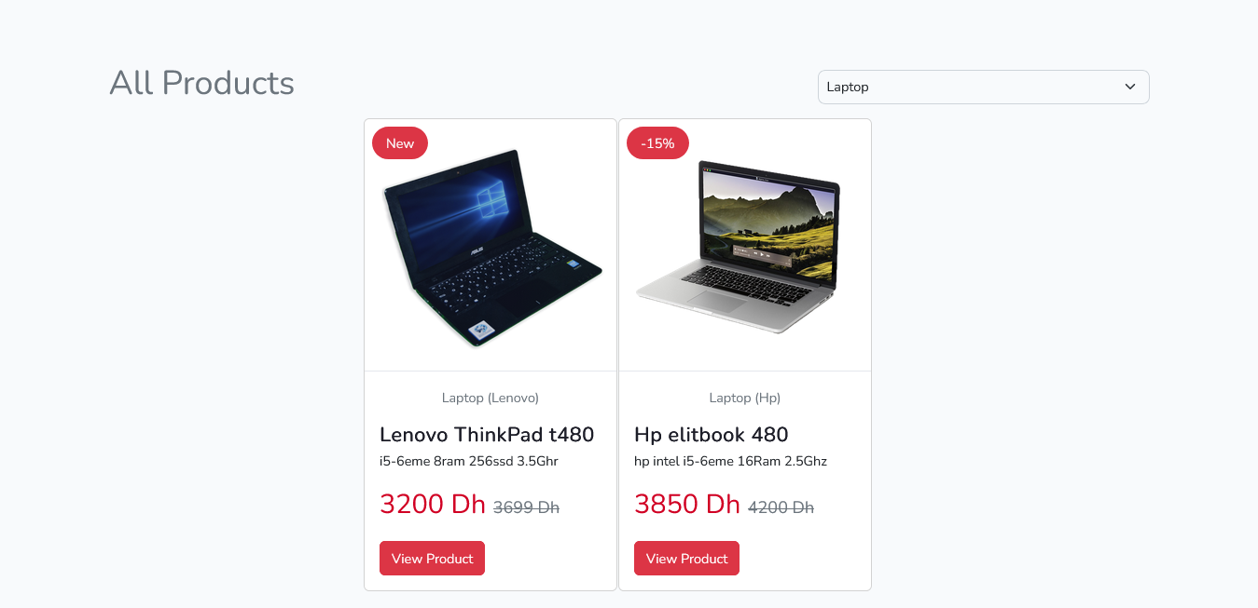 All Products
Laptop
New
ASUS
Laptop (Lenovo)
Lenovo ThinkPad t480
i5-6eme 8ram 256ssd 3.5Ghr
3200 Dh 3699 Dh
View Product
-15%
Laptop (Hp)
Hp elitbook 480
hp intel i5-6eme 16Ram 2.5Ghz
3850 Dh 4200 Dh
View Product